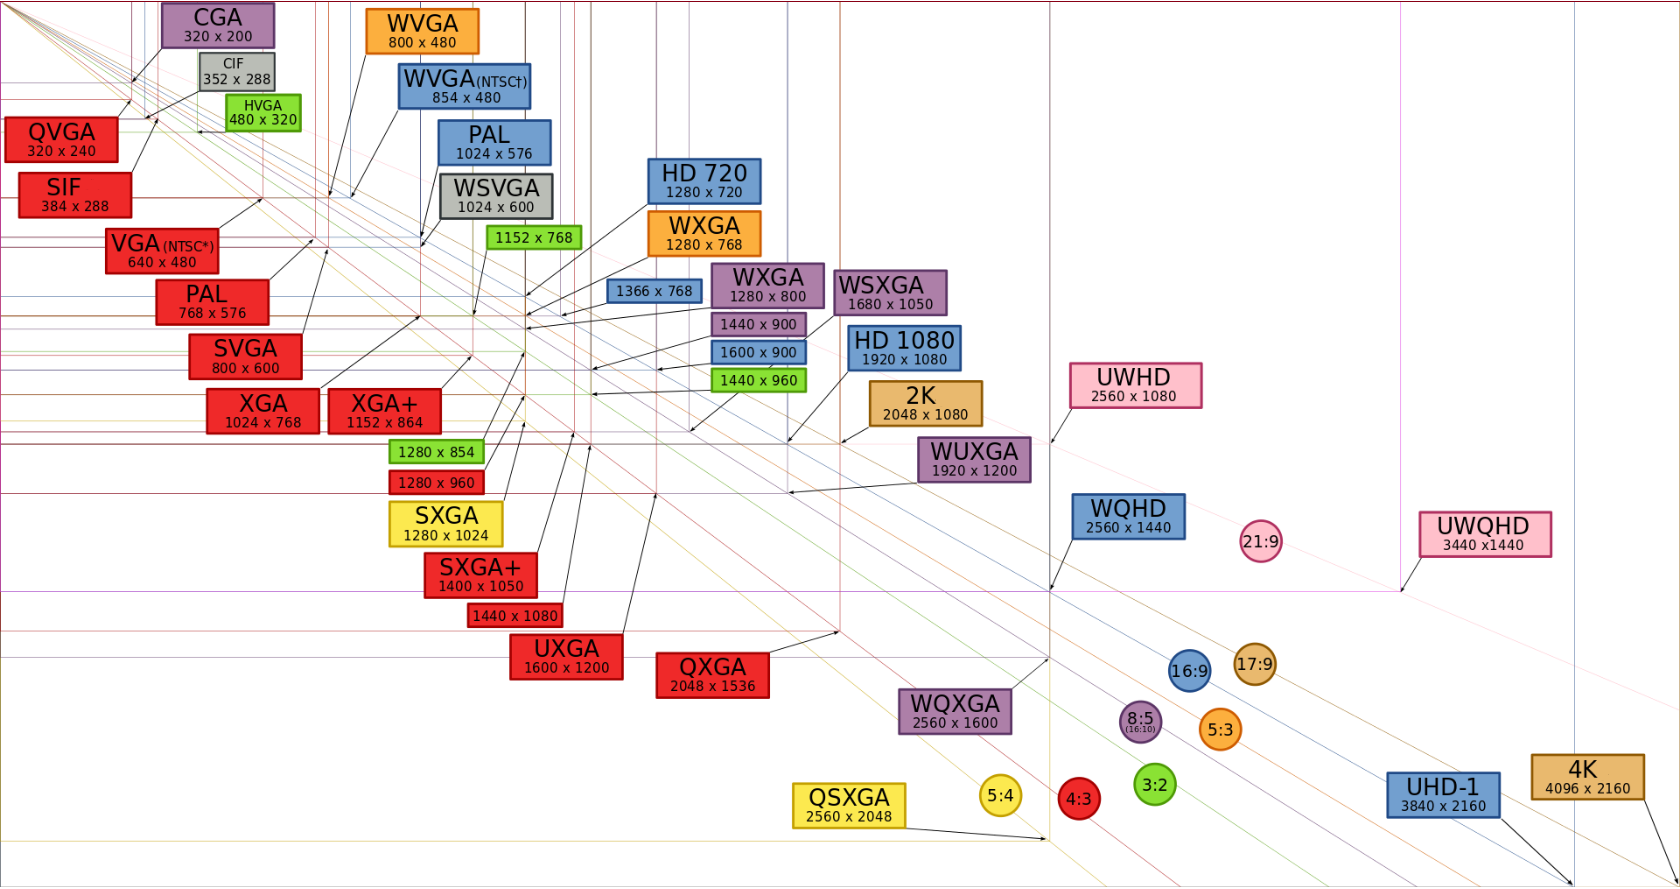 CGA
320 x 200
CIF
352 x 288
HVGA
480 x 320
QVGA
320 x 240
SIF
384 x 288
VGA (NTSC*)
640 x 480
PAL
768 x 576
SVGA
800 x 600
XGA
1024 x 768
XGA+
1152 x 864
1280 x 854
1280 x 960
SXGA
1280 x 1024
SXGA+
1400 x 1050
1440 x 1080
UXGA
1600 x 1200
QXGA
2048 x 1536
WVGA
800 x 480
WVGA(NTSC†)
854 x 480
PAL
1024 x 576
WSVGA
1024 x 600
1152 x 768
HD 720
1280 x 720
WXGA
1280 x 768
1366 x 768
WXGA
1280 x 800
1440 x 900
1600 x 900
1440 x 960
WSXGA
1680 x 1050
HD 1080
1920 x 1080
2K
2048 x 1080
WUXGA
1920 x 1200
UWHD
2560 x 1080
WQHD
2560 x 1440
21:9
UWQHD
3440 x1440
16:9
17:9
WQXGA
2560 x 1600
8:5
(16:10)
5:3
QSXGA
2560 x 2048
5:4
4:3
3:2
UHD-1
3840 x 2160
4K
4096 x 2160